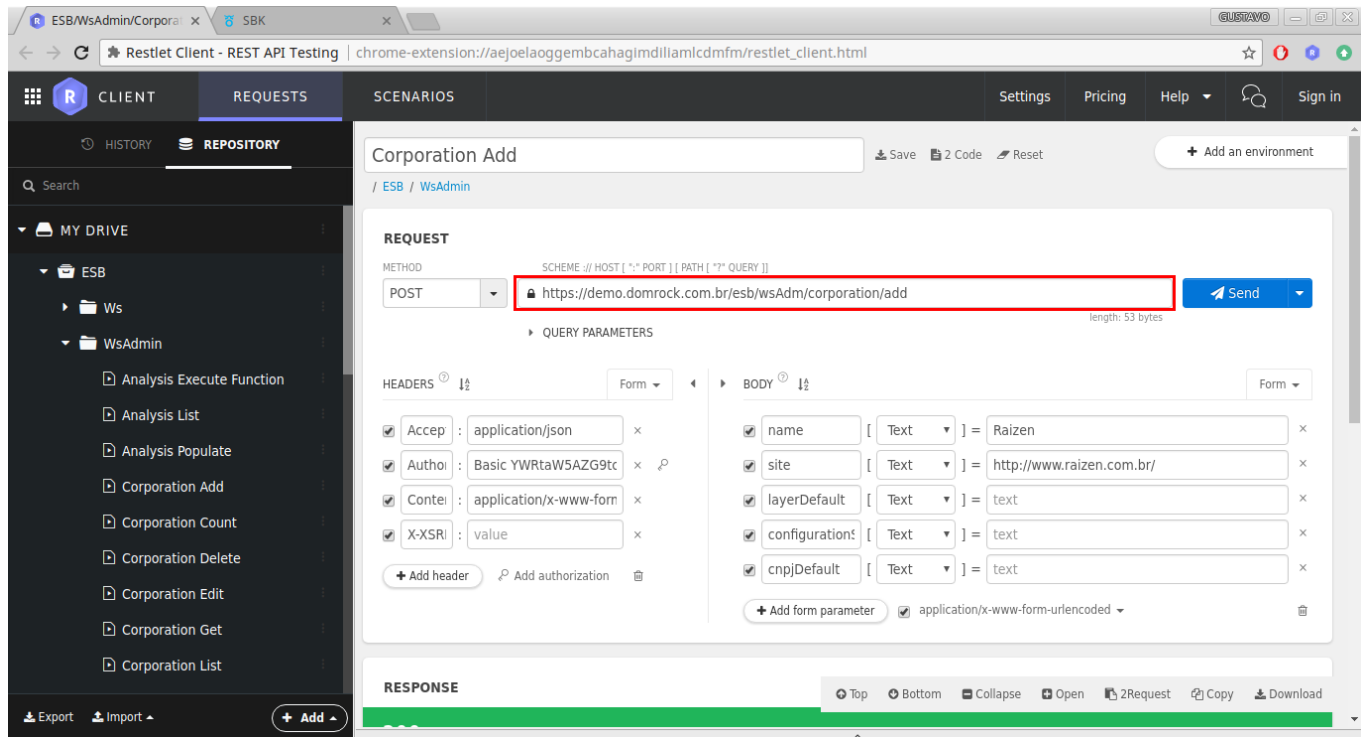 ESB/WsAdmin/Corpora
SBK
GUSTAVO
Restlet Client - REST API Testing
chrome-extension://aejoelaoggembcahagimdiliamlcdmfm/restlet_client.html
R CLIENT
REQUESTS
SCENARIOS
Settings
Pricing
Help
Sign in
HISTORY
REPOSITORY
Search
MY DRIVE
ESB
Ws
WsAdmin
Analysis Execute Function
Analysis List
Analysis Populate
Corporation Add
Corporation Count
Corporation Delete
Corporation Edit
Corporation Get
Corporation List
Export
Import
+ Add
Corporation Add
Save
2 Code
Reset
+ Add an environment
/ ESB / WsAdmin
REQUEST
METHOD
SCHEME :// HOST [ ":" PORT ] [ PATH [ "?" QUERY ]]
POST
https://demo.domrock.com.br/esb/wsAdm/corporation/add
Send
length: 53 bytes
QUERY PARAMETERS
HEADERS ?
Form
Accep : application/json ×
Author : Basic YWRtaW5AZG9tc ×
Conter : application/x-www-form ×
X-XSRI : value ×
+ Add header
Add authorization
BODY ?
Form
name [ Text ] = Raizen ×
site [ Text ] = http://www.raizen.com.br/ ×
layerDefault [ Text ] = text ×
configurationS [ Text ] = text ×
cnpjDefault [ Text ] = text ×
+ Add form parameter
application/x-www-form-urlencoded
RESPONSE
Top
Bottom
Collapse
Open
2Request
Copy
Download